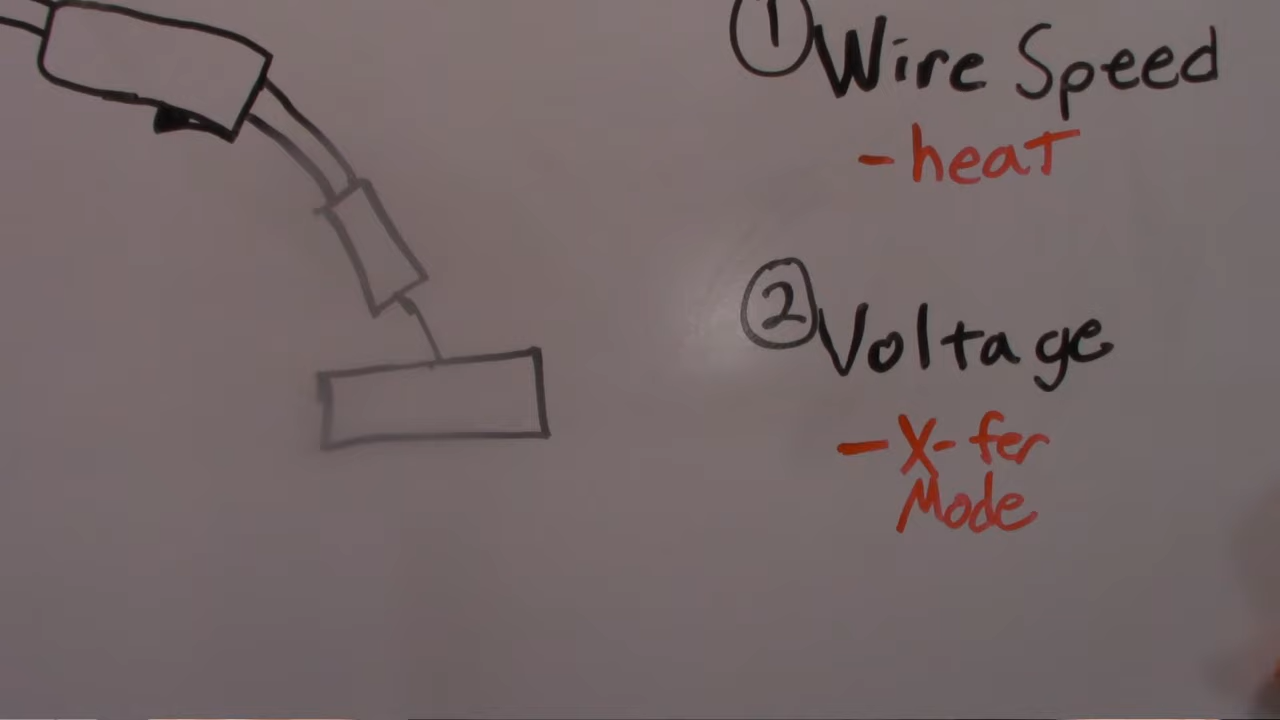 ① Wire Speed
- heat
② Voltage
- X-fer
Mode